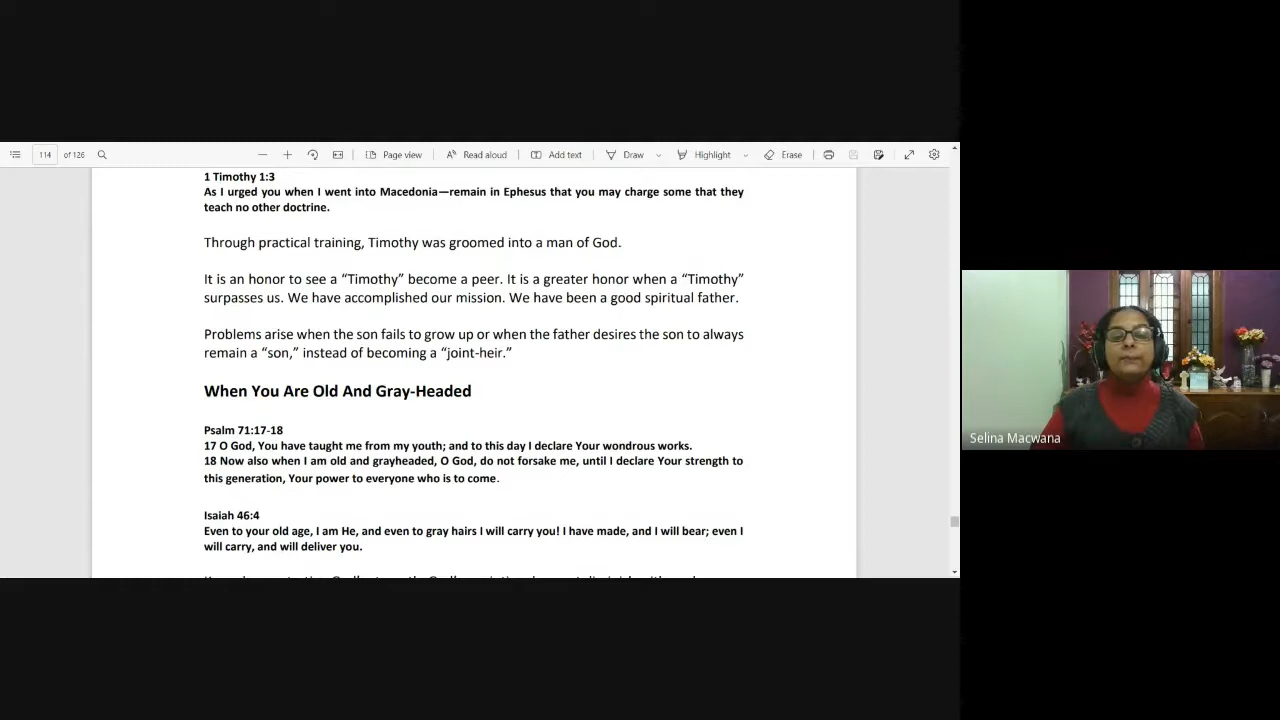 114 of 126
Page view
Read aloud
Add text
Draw
Highlight
Erase
1 Timothy 1:3
As I urged you when I went into Macedonia—remain in Ephesus that you may charge some that they
teach no other doctrine.
Through practical training, Timothy was groomed into a man of God.
It is an honor to see a “Timothy” become a peer. It is a greater honor when a “Timothy”
surpasses us. We have accomplished our mission. We have been a good spiritual father.
Problems arise when the son fails to grow up or when the father desires the son to always
remain a “son,” instead of becoming a “joint-heir.”
When You Are Old And Gray-Headed
Psalm 71:17-18
17 O God, You have taught me from my youth; and to this day I declare Your wondrous works.
18 Now also when I am old and grayheaded, O God, do not forsake me, until I declare Your strength to
this generation, Your power to everyone who is to come.
Isaiah 46:4
Even to your old age, I am He, and even to gray hairs I will carry you! I have made, and I will bear; even I
will carry, and will deliver you.
Selina Macwana